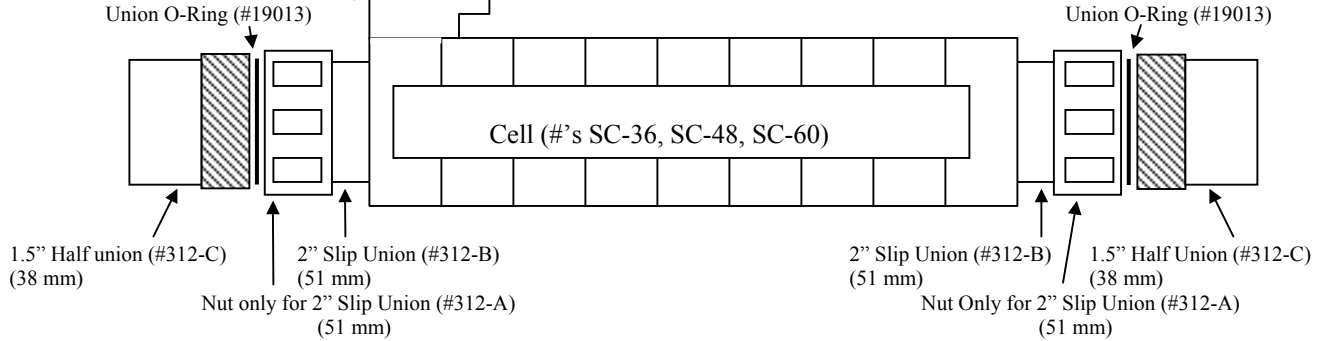 Union O-Ring (#19013)
Union O-Ring (#19013)
Cell (#'s SC-36, SC-48, SC-60)
1.5” Half union (#312-C)
(38 mm)
2” Slip Union (#312-B)
(51 mm)
Nut only for 2” Slip Union (#312-A)
(51 mm)
2” Slip Union (#312-B)
(51 mm)
1.5” Half Union (#312-C)
(38 mm)
Nut Only for 2” Slip Union (#312-A)
(51 mm)